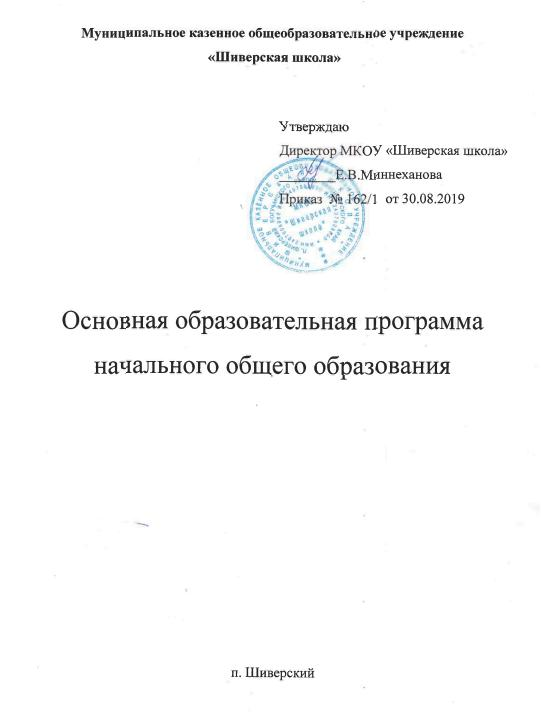 Муниципальное казенное общеобразовательное учреждение
«Шиверская школа»
Утверждаю
Директор МКОУ «Шиверская школа»
Е.В.Миннеханова
Приказ № 162/1 от 30.08.2019
Основная образовательная программа
начального общего образования
п. Шиверский